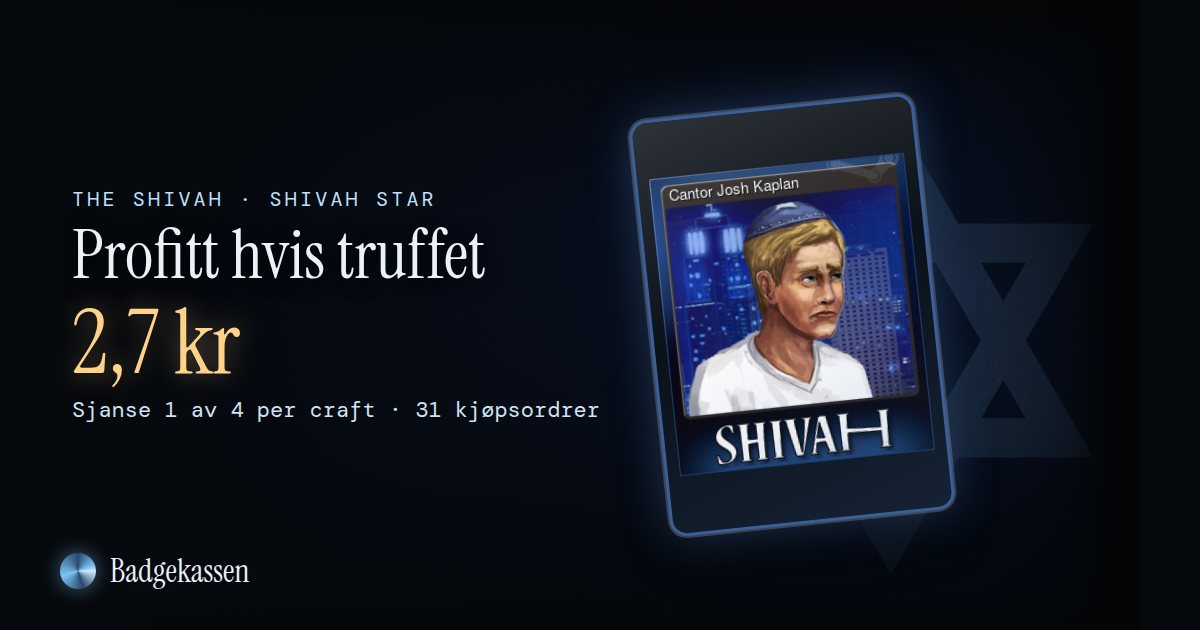 THE SHIVAH · SHIVAH STAR
Profitt hvis truffet
2,7 kr
Sjanse 1 av 4 per craft · 31 kjøpsordrer
Cantor Josh Kaplan
SHIVAH
Badgekassen